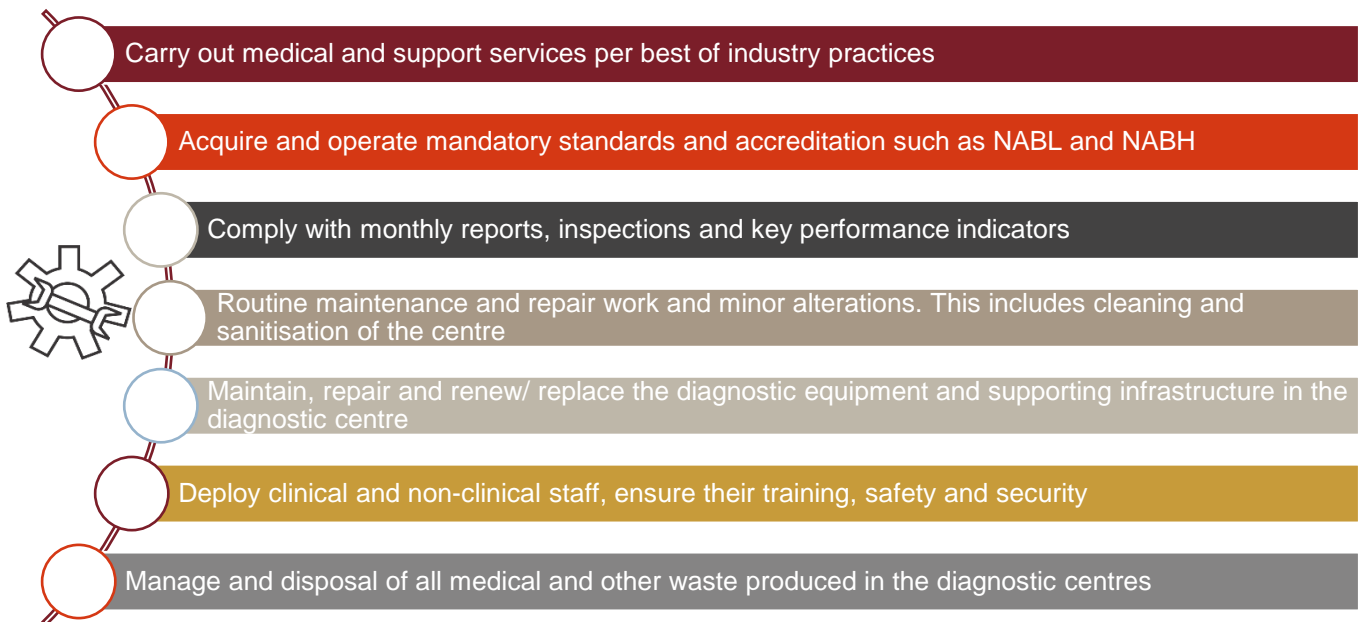 Carry out medical and support services per best of industry practices
Acquire and operate mandatory standards and accreditation such as NABL and NABH
Comply with monthly reports, inspections and key performance indicators
Routine maintenance and repair work and minor alterations. This includes cleaning and
sanitisation of the centre
Maintain, repair and renew/ replace the diagnostic equipment and supporting infrastructure in the
diagnostic centre
Deploy clinical and non-clinical staff, ensure their training, safety and security
Manage and disposal of all medical and other waste produced in the diagnostic centres